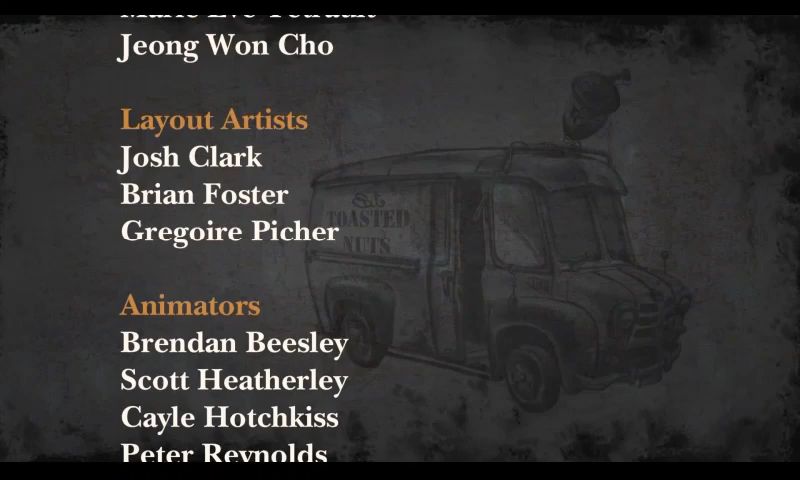 Jeong Won Cho
Layout Artists
Josh Clark
Brian Foster
Gregoire Picher
TOASTED
NUTS
Animators
Brendan Beesley
Scott Heatherley
Cayle Hotchkiss
Peter Reynolds